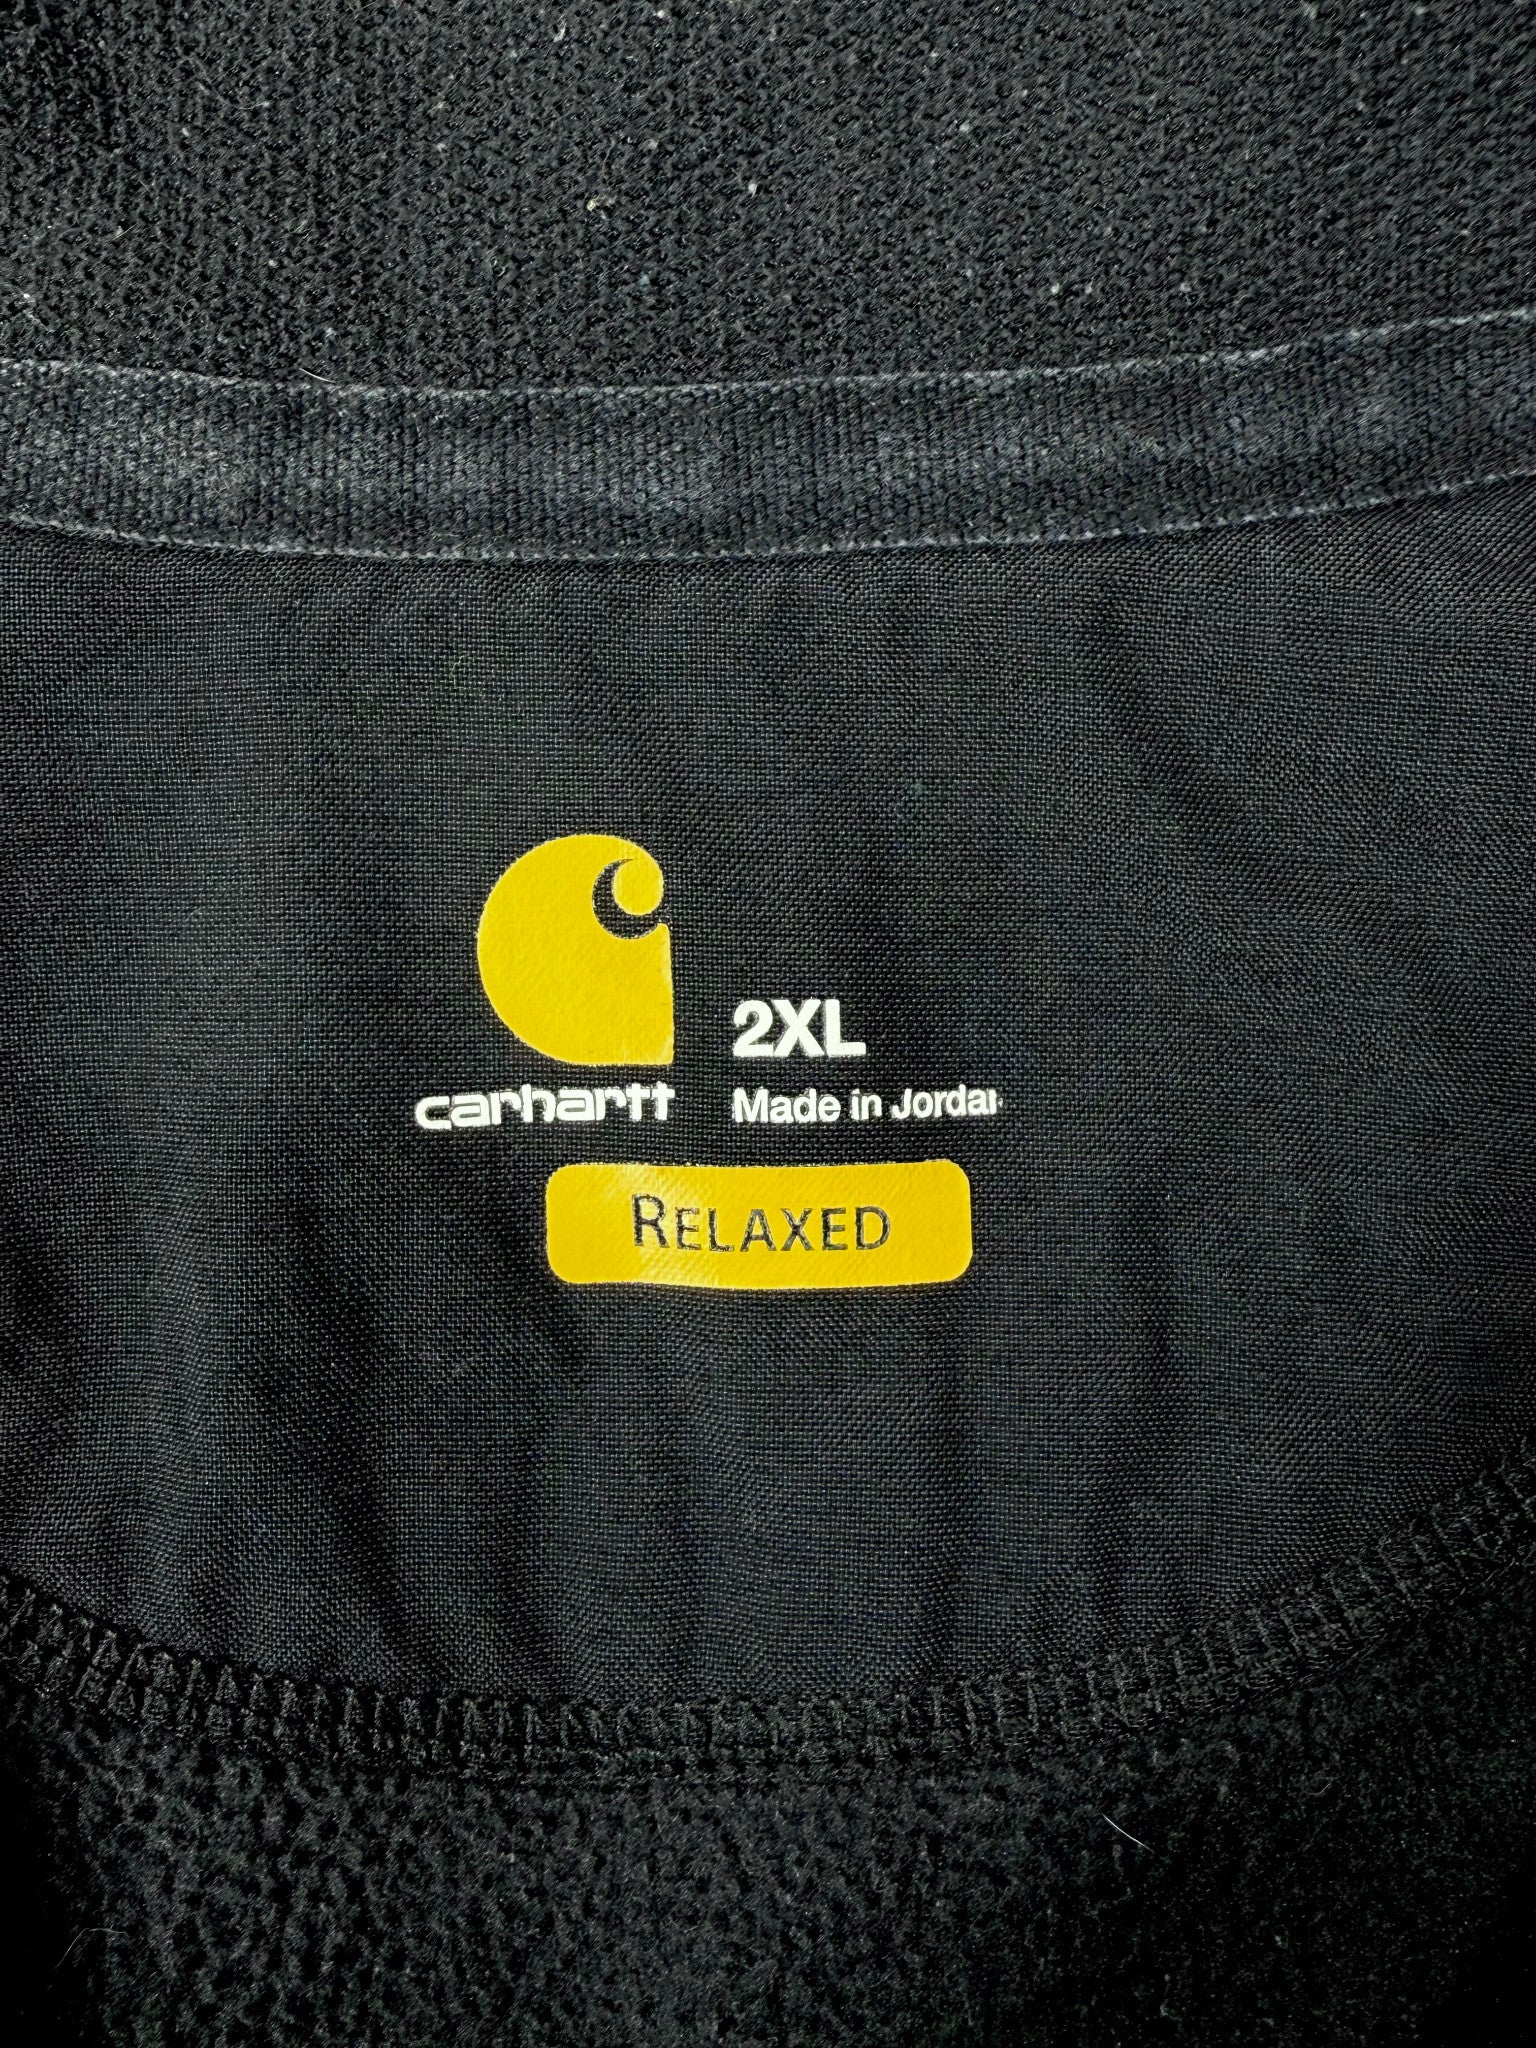 2XL
carhartt
Made in Jordan
RELAXED